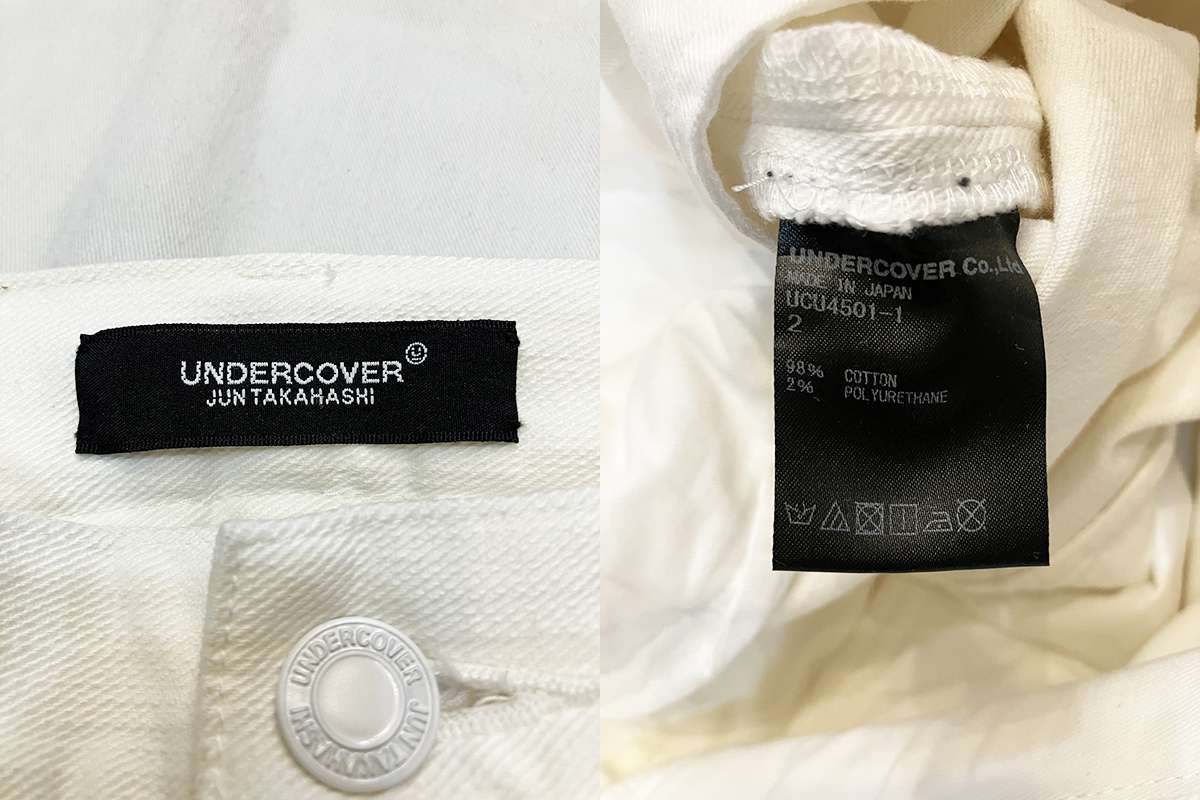 UNDERCOVER
JUN TAKAHASHI
UNDERCOVER JUN TAKAHASHI
UNDERCOVER Co.,Ltd
MADE IN JAPAN
UCU4501-1
2
98% COTTON
2% POLYURETHANE